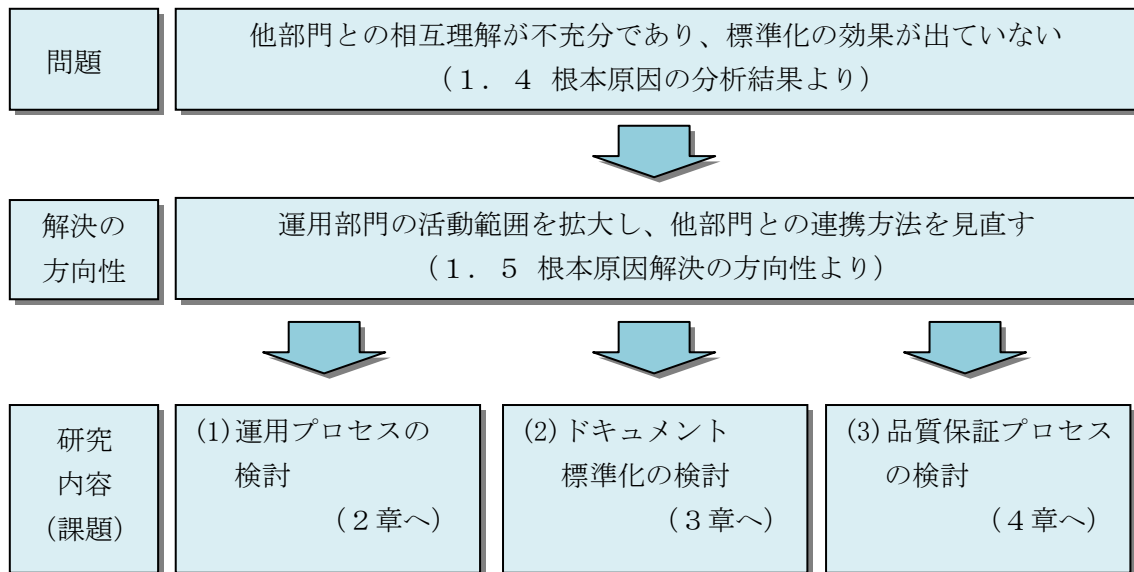 問題
他部門との相互理解が不充分であり、標準化の効果が出ていない
（１．４ 根本原因の分析結果より）
解決の
方向性
運用部門の活動範囲を拡大し、他部門との連携方法を見直す
（１．５ 根本原因解決の方向性より）
研究
内容
(課題)
(1)運用プロセスの
検討
（２章へ）
(2)ドキュメント
標準化の検討
（３章へ）
(3)品質保証プロセス
の検討
（４章へ）